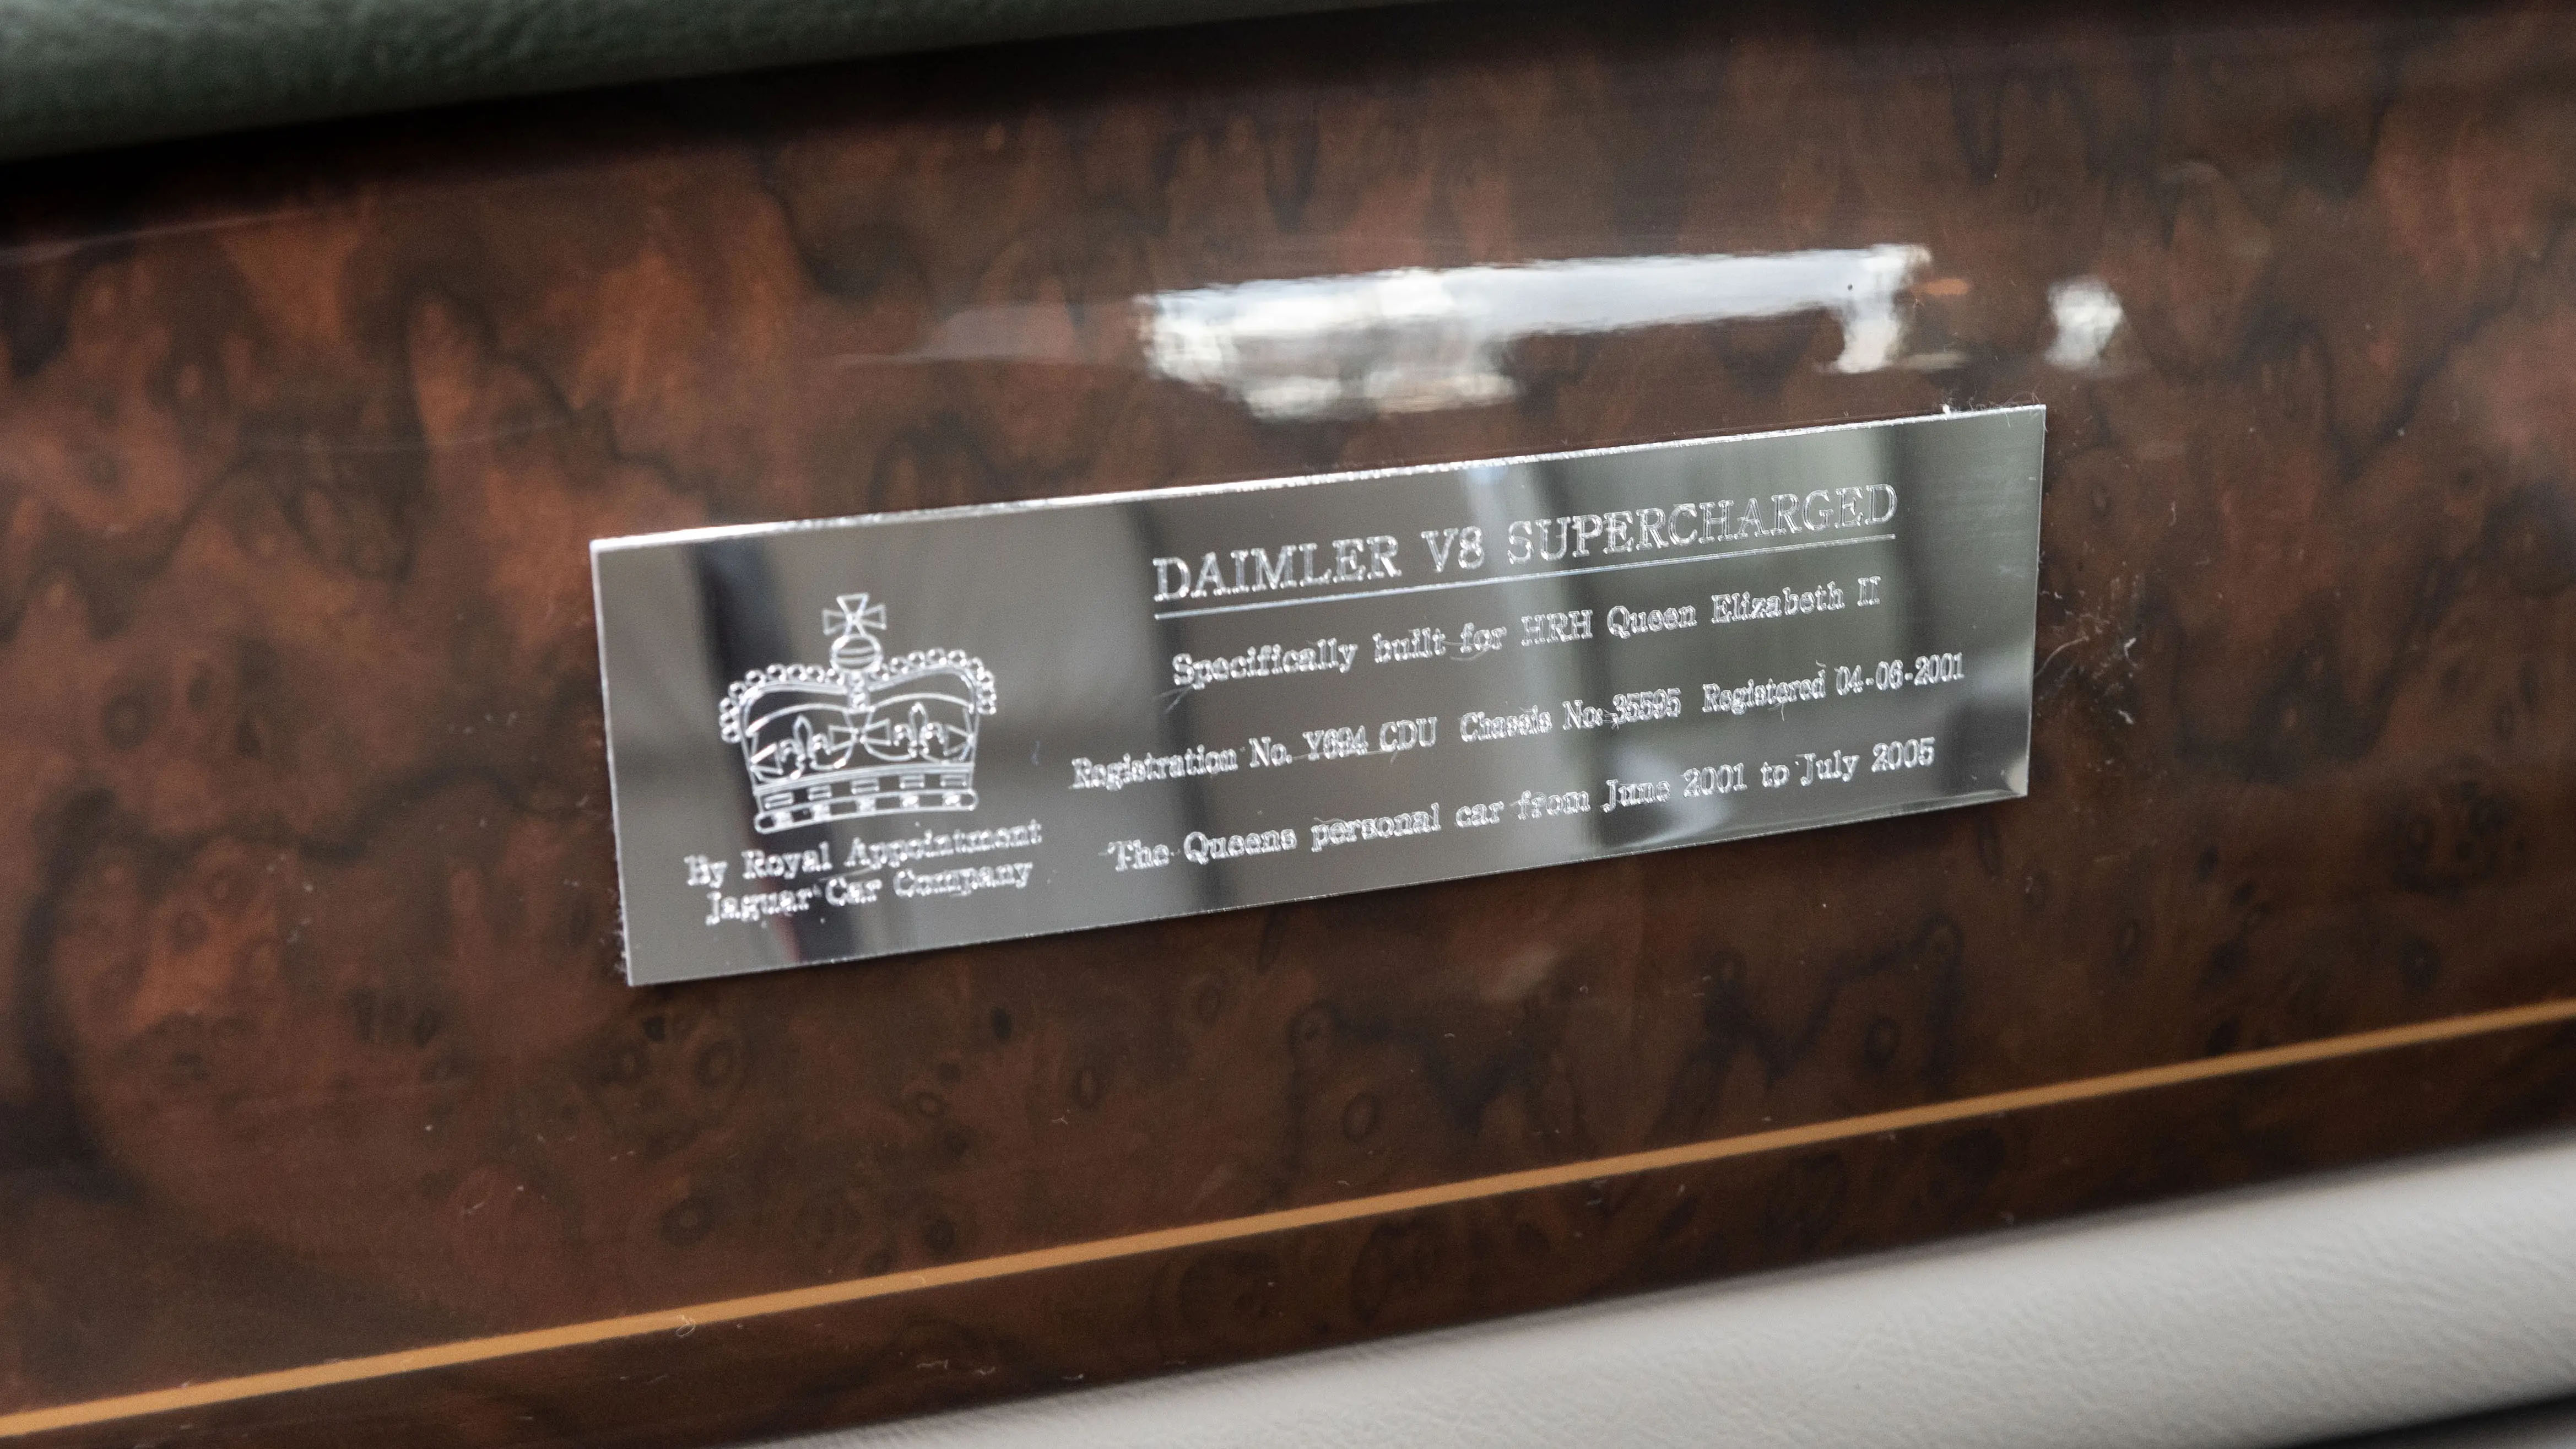 DAIMLER V8 SUPERCHARGED
Specifically built for HRH Queen Elizabeth II
Registration No. Y694 CDU Chassis No: 35595 Registered 04-06-2001
The Queens personal car from June 2001 to July 2005
By Royal Appointment
Jaguar Car Company